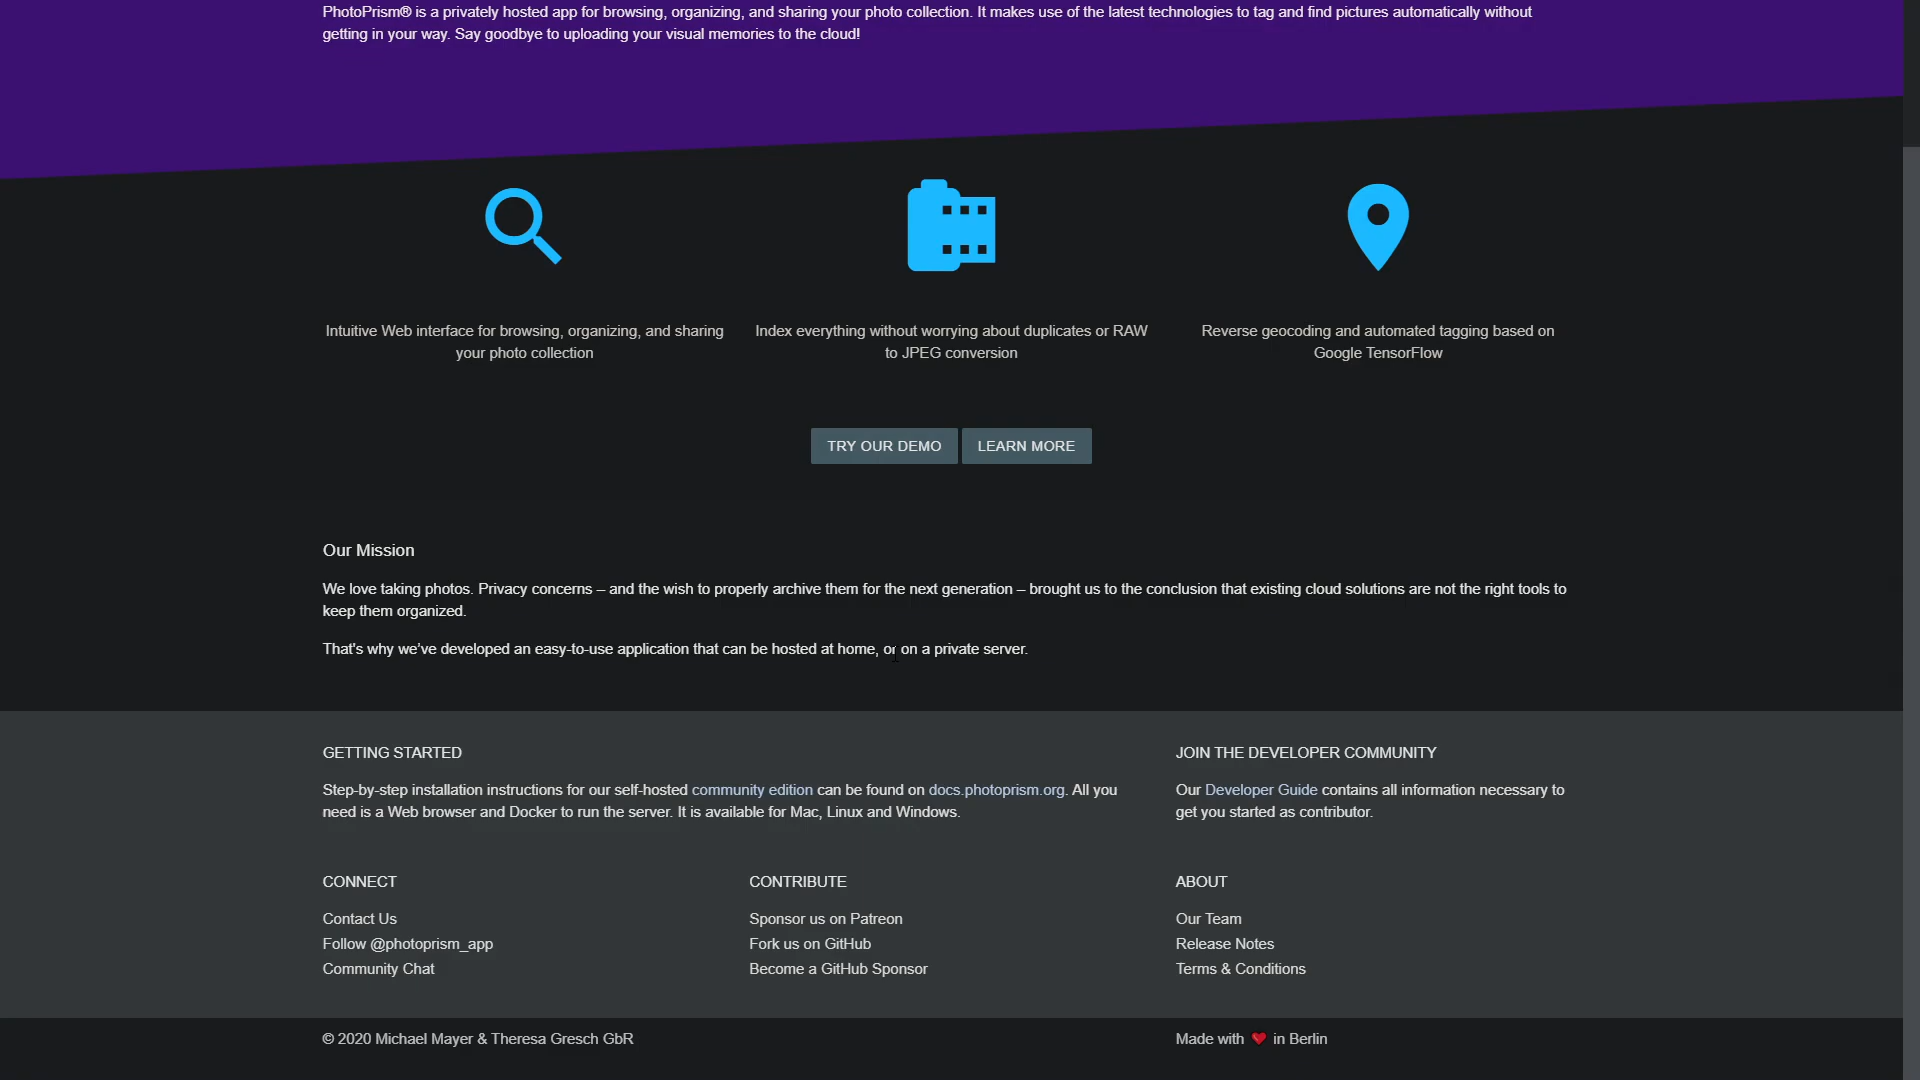 PhotoPrism® is a privately hosted app for browsing, organizing, and sharing your photo collection. It makes use of the latest technologies to tag and find pictures automatically without
getting in your way. Say goodbye to uploading your visual memories to the cloud!
Intuitive Web interface for browsing, organizing, and sharing
your photo collection
Index everything without worrying about duplicates or RAW
to JPEG conversion
Reverse geocoding and automated tagging based on
Google TensorFlow
TRY OUR DEMO
LEARN MORE
Our Mission
We love taking photos. Privacy concerns – and the wish to properly archive them for the next generation – brought us to the conclusion that existing cloud solutions are not the right tools to
keep them organized.
That's why we’ve developed an easy-to-use application that can be hosted at home, or on a private server.
GETTING STARTED
Step-by-step installation instructions for our self-hosted community edition can be found on docs.photoprism.org. All you
need is a Web browser and Docker to run the server. It is available for Mac, Linux and Windows.
JOIN THE DEVELOPER COMMUNITY
Our Developer Guide contains all information necessary to
get you started as contributor.
CONNECT
Contact Us
Follow @photoprism_app
Community Chat
CONTRIBUTE
Sponsor us on Patreon
Fork us on GitHub
Become a GitHub Sponsor
ABOUT
Our Team
Release Notes
Terms & Conditions
© 2020 Michael Mayer & Theresa Gresch GbR
Made with ❤ in Berlin